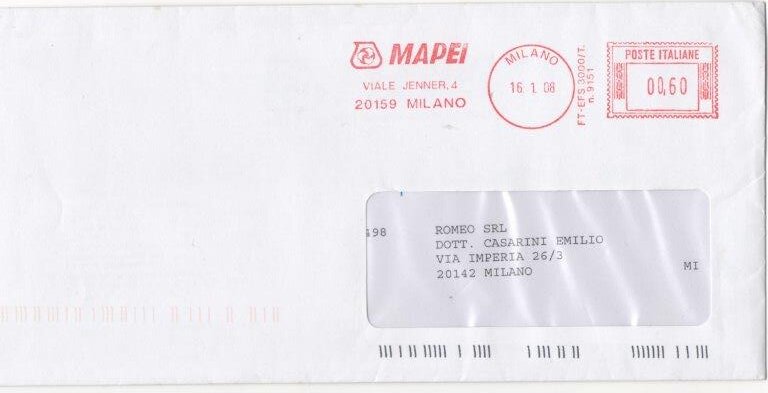 MAPEI
VIALE JENNER, 4
20159 MILANO
MILANO
16. 1. 08
FT-EFS 3000/T.
n. 9151
POSTE ITALIANE
00,60
498
ROMEO SRL
DOTT. CASARINI EMILIO
VIA IMPERIA 26/3
20142 MILANO
MI